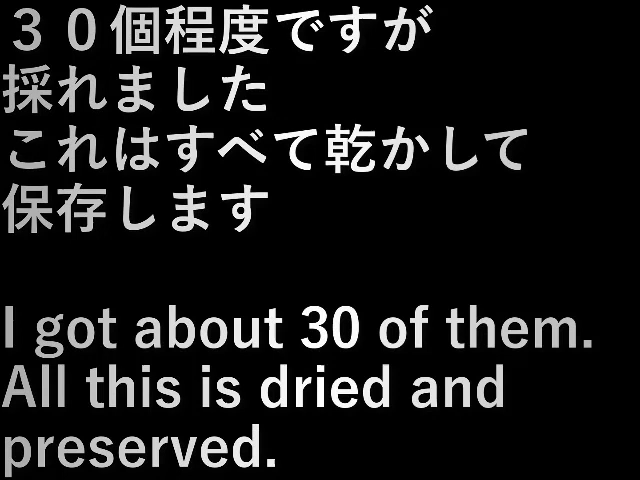 ３０個程度ですが
採れました
これはすべて乾かして
保存します
I got about 30 of them.
All this is dried and
preserved.